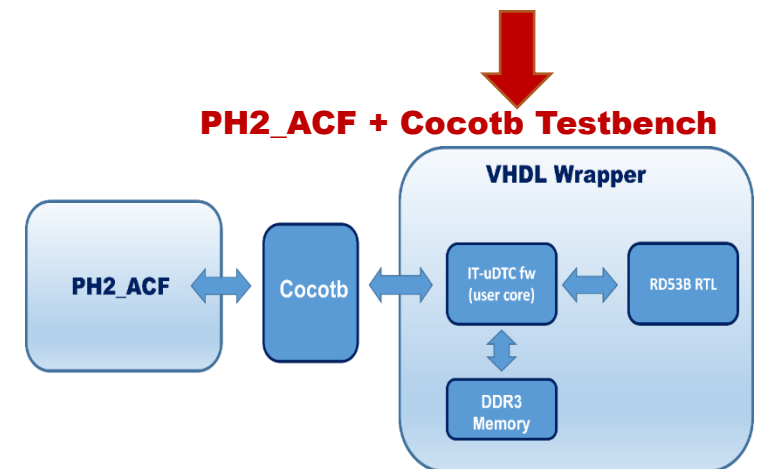 PH2_ACF + Cocotb Testbench
VHDL Wrapper
PH2_ACF
Cocotb
IT-uDTC fw
(user core)
RD53B RTL
DDR3
Memory